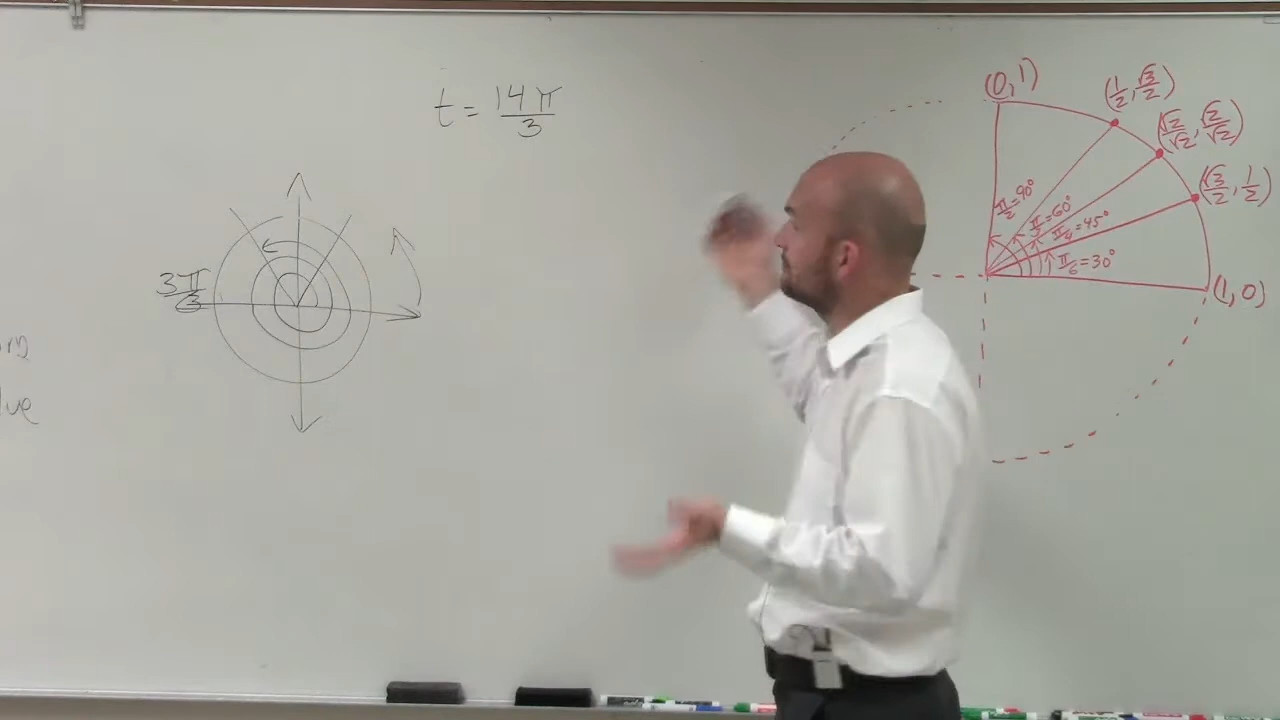 t = 14π/3
3π/3
(0,1)
(1/2, √3/2)
(√2/√2, √2/√2)
(√3/2, 1/2)
(1,0)
π/2=90°
π/3=60°
π/4=45°
π/6=30°